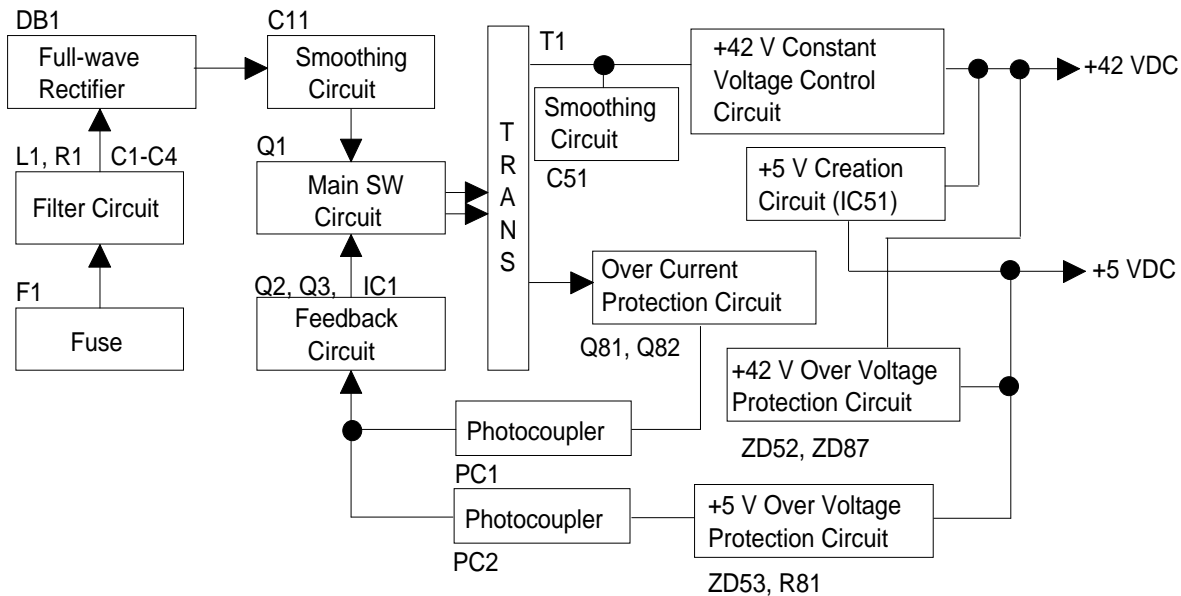 DB1
Full-wave
Rectifier
C11
Smoothing
Circuit
T1
+42 V Constant
Voltage Control
Circuit
+42 VDC
Smoothing
Circuit
C51
L1, R1 C1-C4
Filter Circuit
Q1
Main SW
Circuit
T
R
A
N
S
+5 V Creation
Circuit (IC51)
+5 VDC
F1
Fuse
Q2, Q3, IC1
Feedback
Circuit
Over Current
Protection Circuit
Q81, Q82
+42 V Over Voltage
Protection Circuit
ZD52, ZD87
Photocoupler
PC1
Photocoupler
PC2
+5 V Over Voltage
Protection Circuit
ZD53, R81